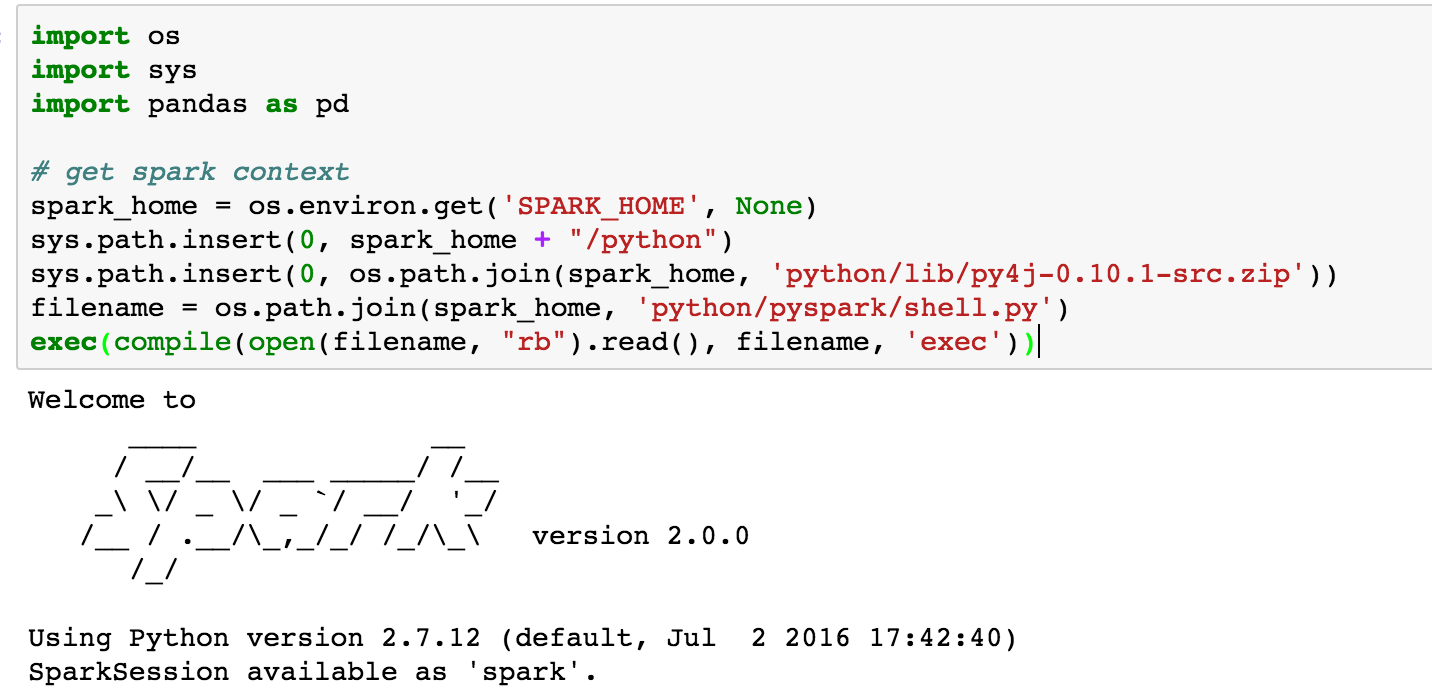 import os
import sys
import pandas as pd
# get spark context
spark_home = os.environ.get('SPARK_HOME', None)
sys.path.insert(0, spark_home + "/python")
sys.path.insert(0, os.path.join(spark_home, 'python/lib/py4j-0.10.1-src.zip'))
filename = os.path.join(spark_home, 'python/pyspark/shell.py')
exec(compile(open(filename, "rb").read(), filename, 'exec'))
Welcome to
      ____              __
     / __/__  ___ _____/ /__
    _\ \/ _ \/ _ `/ __/  '_/
   /__ / .__/\_,_/_/ /_/\_\   version 2.0.0
      /_/
Using Python version 2.7.12 (default, Jul  2 2016 17:42:40)
SparkSession available as 'spark'.